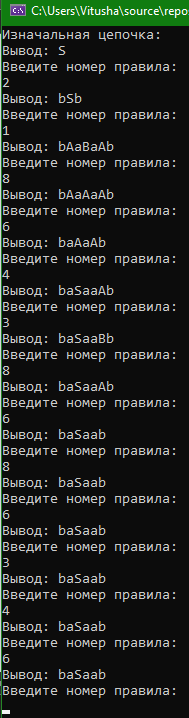 C:\Users\Vitusha\source\repos
Изначальная цепочка:
Вывод: S
Введите номер правила:
2
Вывод: bSb
Введите номер правила:
1
Вывод: bAaBaAb
Введите номер правила:
8
Вывод: bAaAaAb
Введите номер правила:
6
Вывод: baAaAb
Введите номер правила:
4
Вывод: baSaaAb
Введите номер правила:
3
Вывод: baSaaBb
Введите номер правила:
8
Вывод: baSaaAb
Введите номер правила:
6
Вывод: baSaab
Введите номер правила:
8
Вывод: baSaab
Введите номер правила:
6
Вывод: baSaab
Введите номер правила:
3
Вывод: baSaab
Введите номер правила:
4
Вывод: baSaab
Введите номер правила:
6
Вывод: baSaab
Введите номер правила: